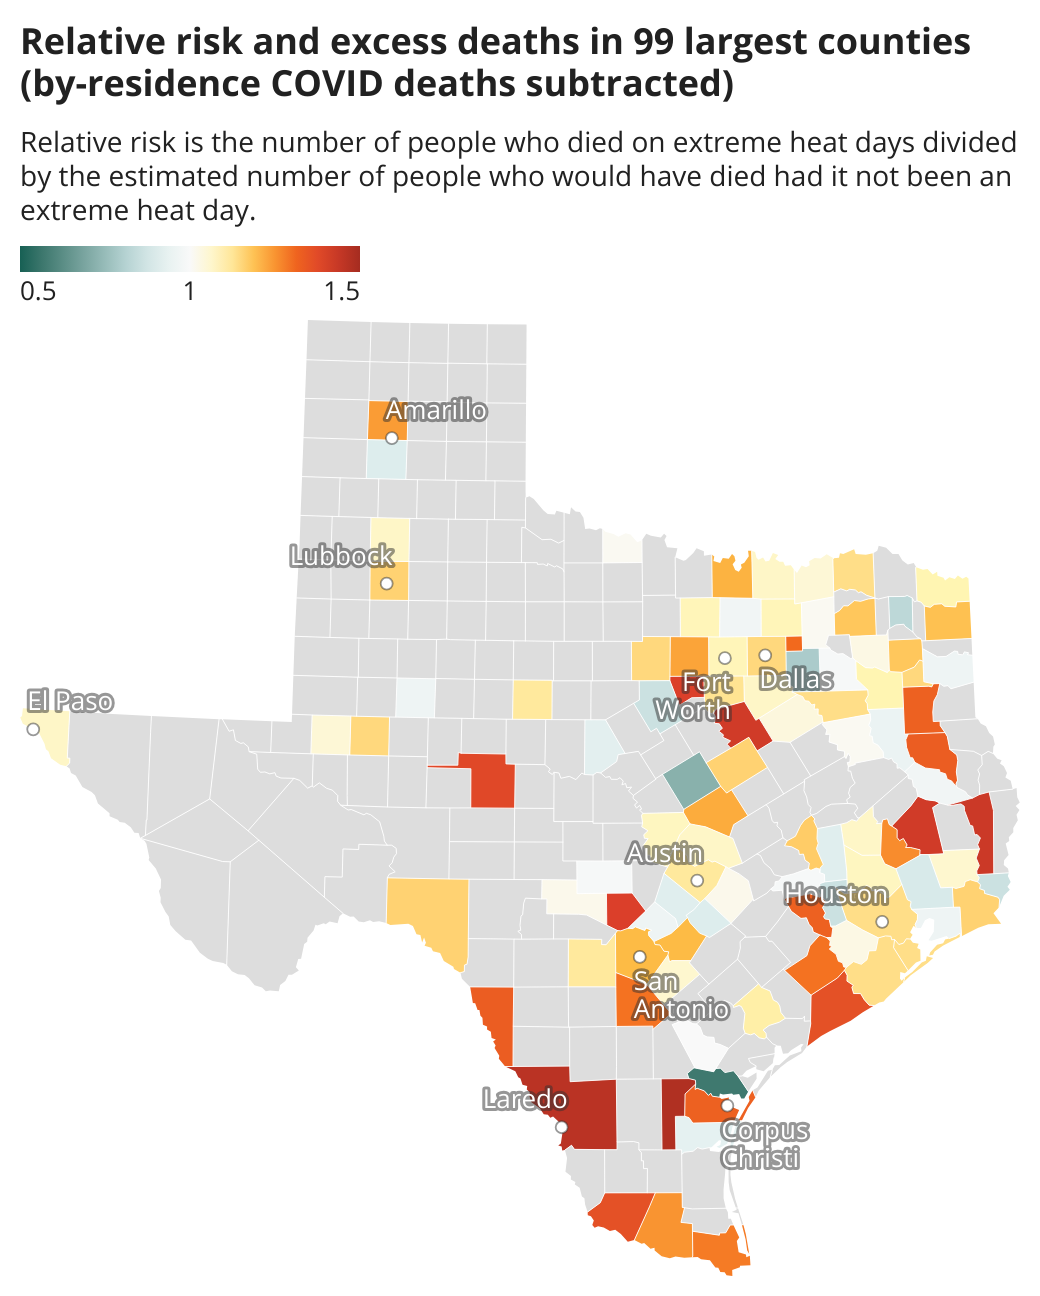 Relative risk and excess deaths in 99 largest counties
(by-residence COVID deaths subtracted)
Relative risk is the number of people who died on extreme heat days divided
by the estimated number of people who would have died had it not been an
extreme heat day.
0.5 1 1.5
Amarillo
Lubbock
El Paso
Fort
Worth
Dallas
Austin
Houston
San
Antonio
Laredo
Corpus
Christi